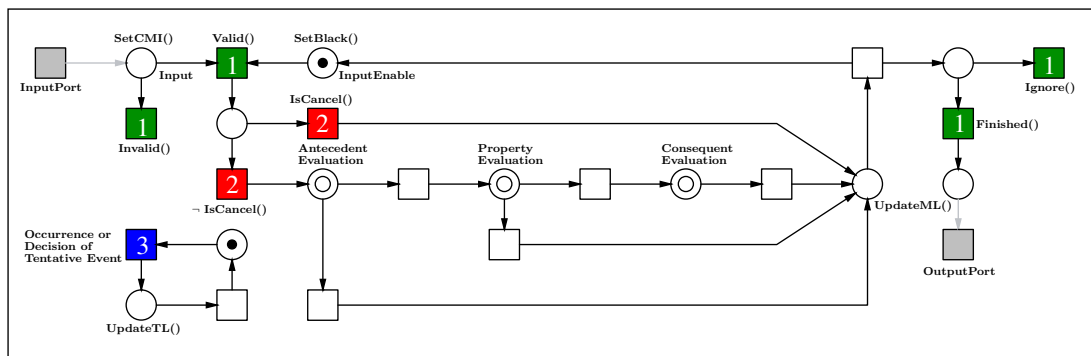 SetCMI()
Valid()
SetBlack()
1
1
Input
InputEnable
InputPort
Ignore()
IsCancel()
1
2
1
Finished()
Invalid()
Antecedent
Evaluation
Property
Evaluation
Consequent
Evaluation
2
¬ IsCancel()
UpdateML()
Occurrence or
Decision of
Tentative Event
3
OutputPort
UpdateTL()